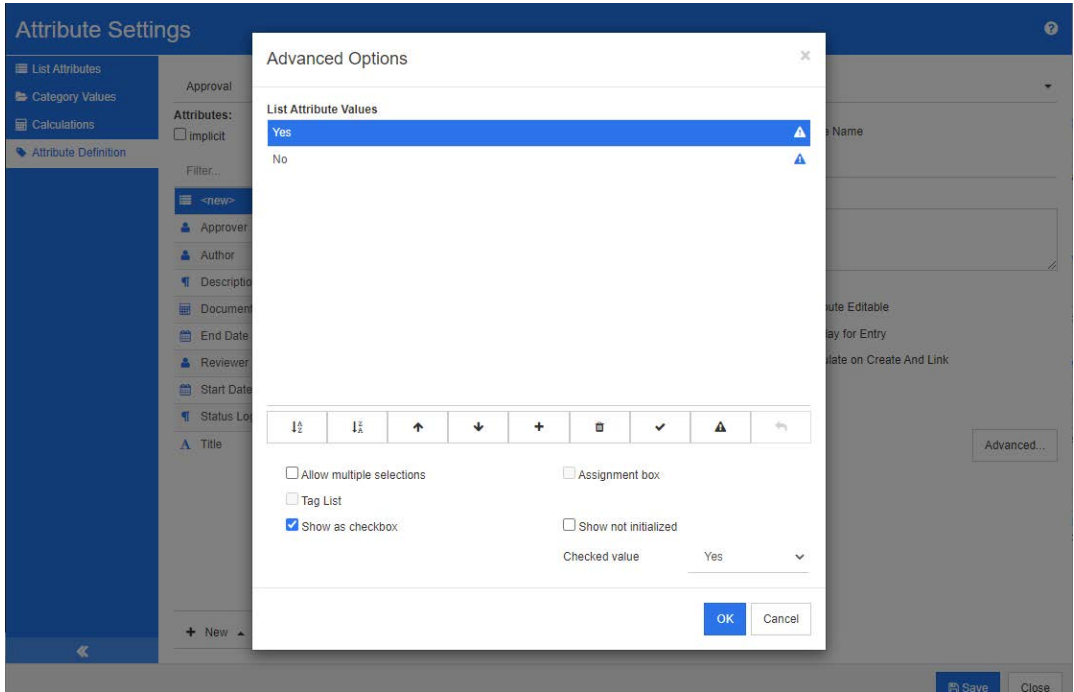 Attribute Settings
List Attributes
Category Values
Calculations
Attribute Definition
Approval
Attributes:
implicit
Filter...
<new>
Approver
Author
Descriptio
Document
End Date
Reviewer
Start Date
Status Log
Title
+ New
Advanced Options
×
List Attribute Values
Yes
No
Allow multiple selections
Assignment box
Tag List
Show as checkbox
Show not initialized
Checked value
Yes
OK
Cancel
e Name
ute Editable
lay for Entry
ulate on Create And Link
Advanced...
Save
Close